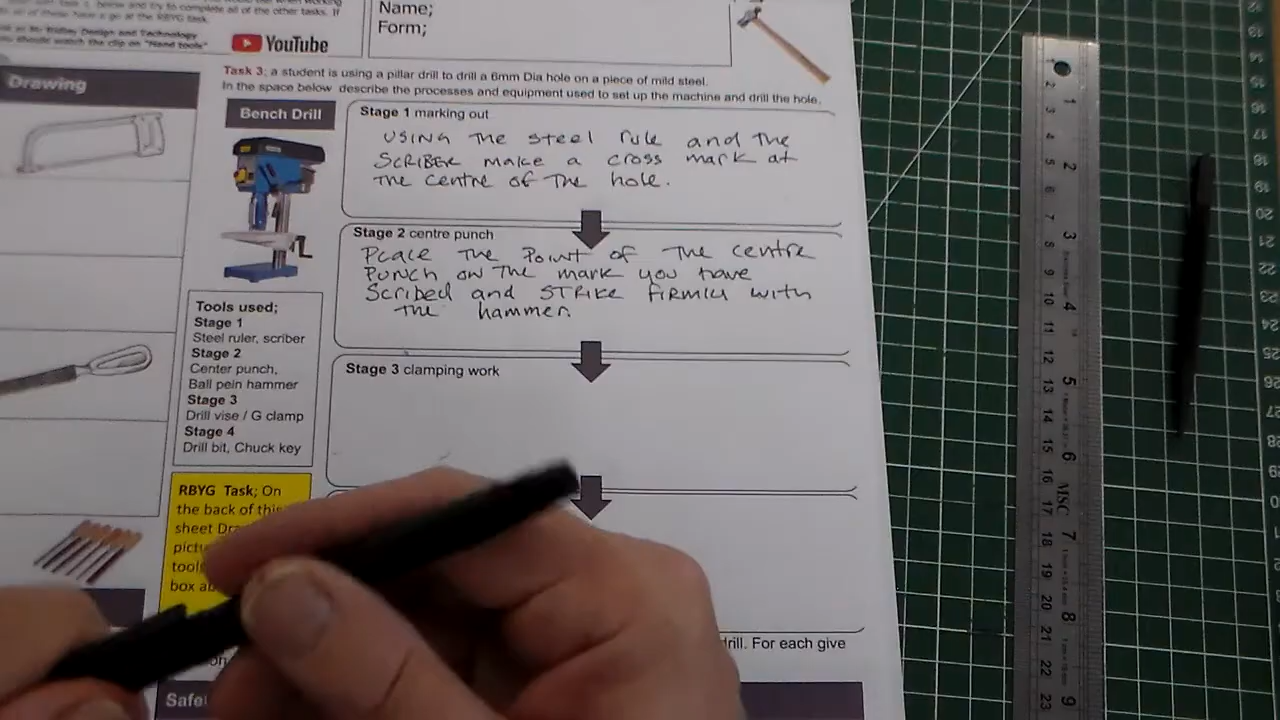 YouTube
Name;
Form;
Drawing
Task 3; a student is using a pillar drill to drill a 6mm Dia hole on a piece of mild steel.
In the space below describe the processes and equipment used to set up the machine and drill the hole.
Bench Drill
Stage 1 marking out
USING THE STEEL rule and the
SCRIBER MAKE a cross mark at
THE CENTRE OF THE hole.
Stage 2 centre punch
PLACE THE POINT of THE centre
PUNCH ON THE mark you have
Scribed and STRIKE FIRMLY with
THE hammer.
Tools used;
Stage 1
Steel ruler, scriber
Stage 2
Center punch,
Ball pein hammer
Stage 3
Drill vise / G clamp
Stage 4
Drill bit, Chuck key
Stage 3 clamping work
RBYG Task; On
the back of this
sheet
tools
box
drill. For each give
MSC